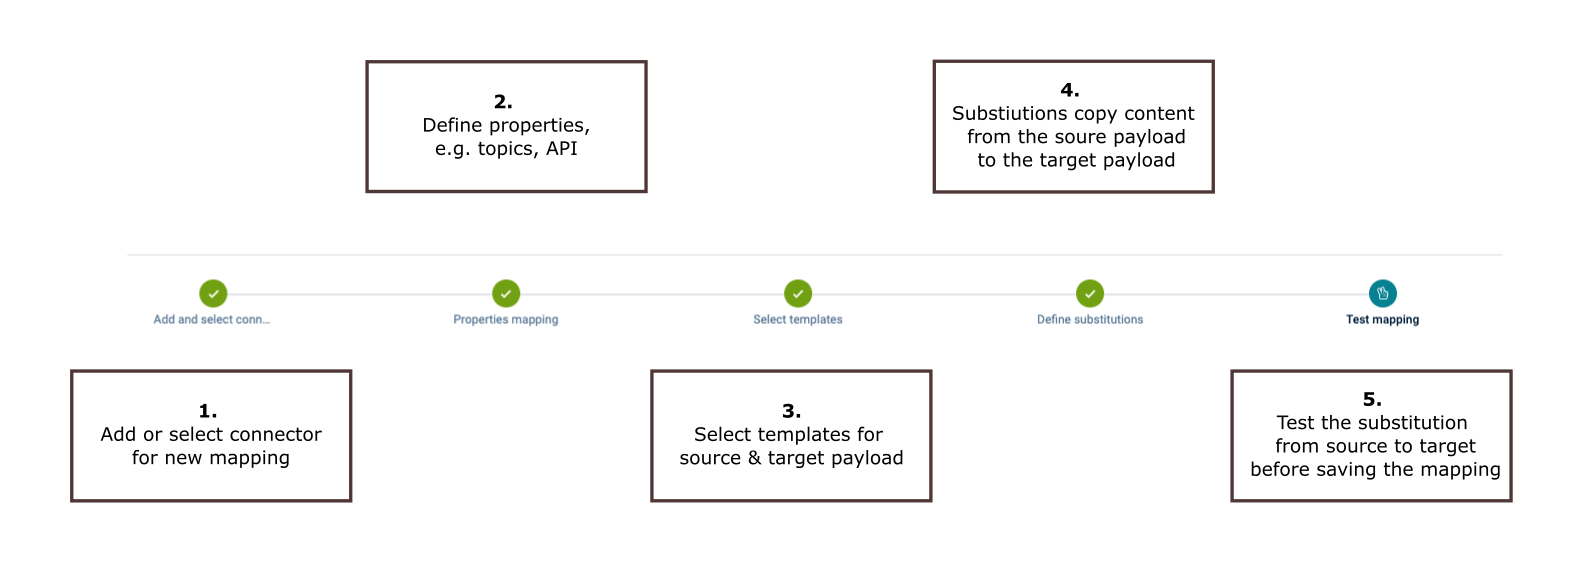 2.
Define properties,
e.g. topics, API
4.
Substiutions copy content
from the soure payload
to the target payload
Add and select conn...
Properties mapping
Select templates
Define substitutions
Test mapping
1.
Add or select connector
for new mapping
3.
Select templates for
source & target payload
5.
Test the substitution
from source to target
before saving the mapping